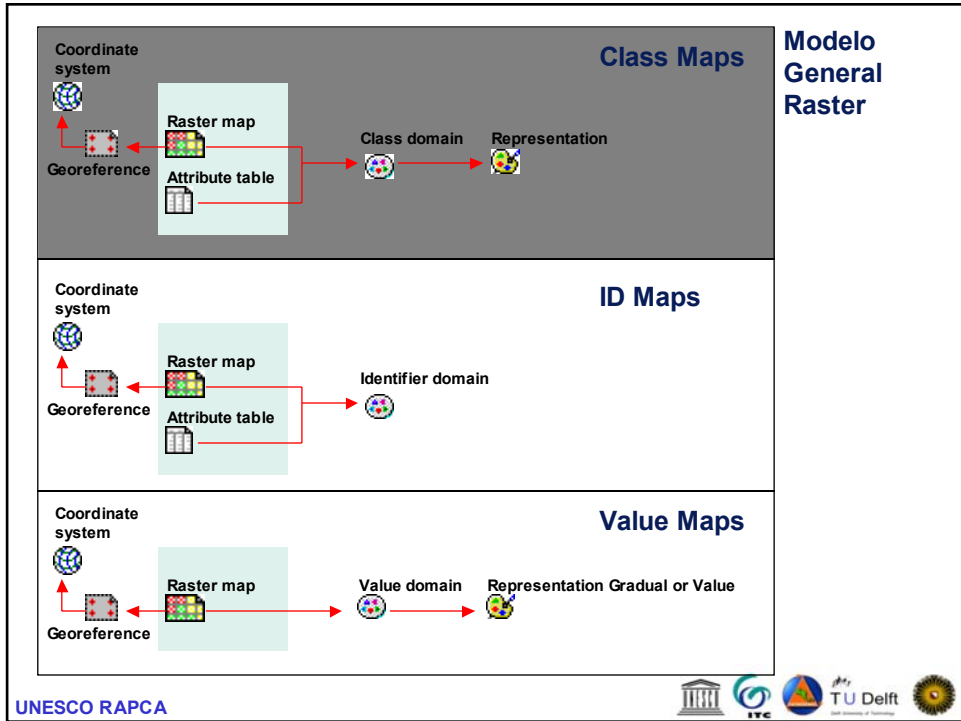 Modelo
General
Raster
Class Maps
Coordinate
system
Georeference
Raster map
Attribute table
Class domain
Representation
ID Maps
Coordinate
system
Georeference
Raster map
Attribute table
Identifier domain
Value Maps
Coordinate
system
Georeference
Raster map
Value domain
Representation Gradual or Value
UNESCO RAPCA
ITC
TU Delft